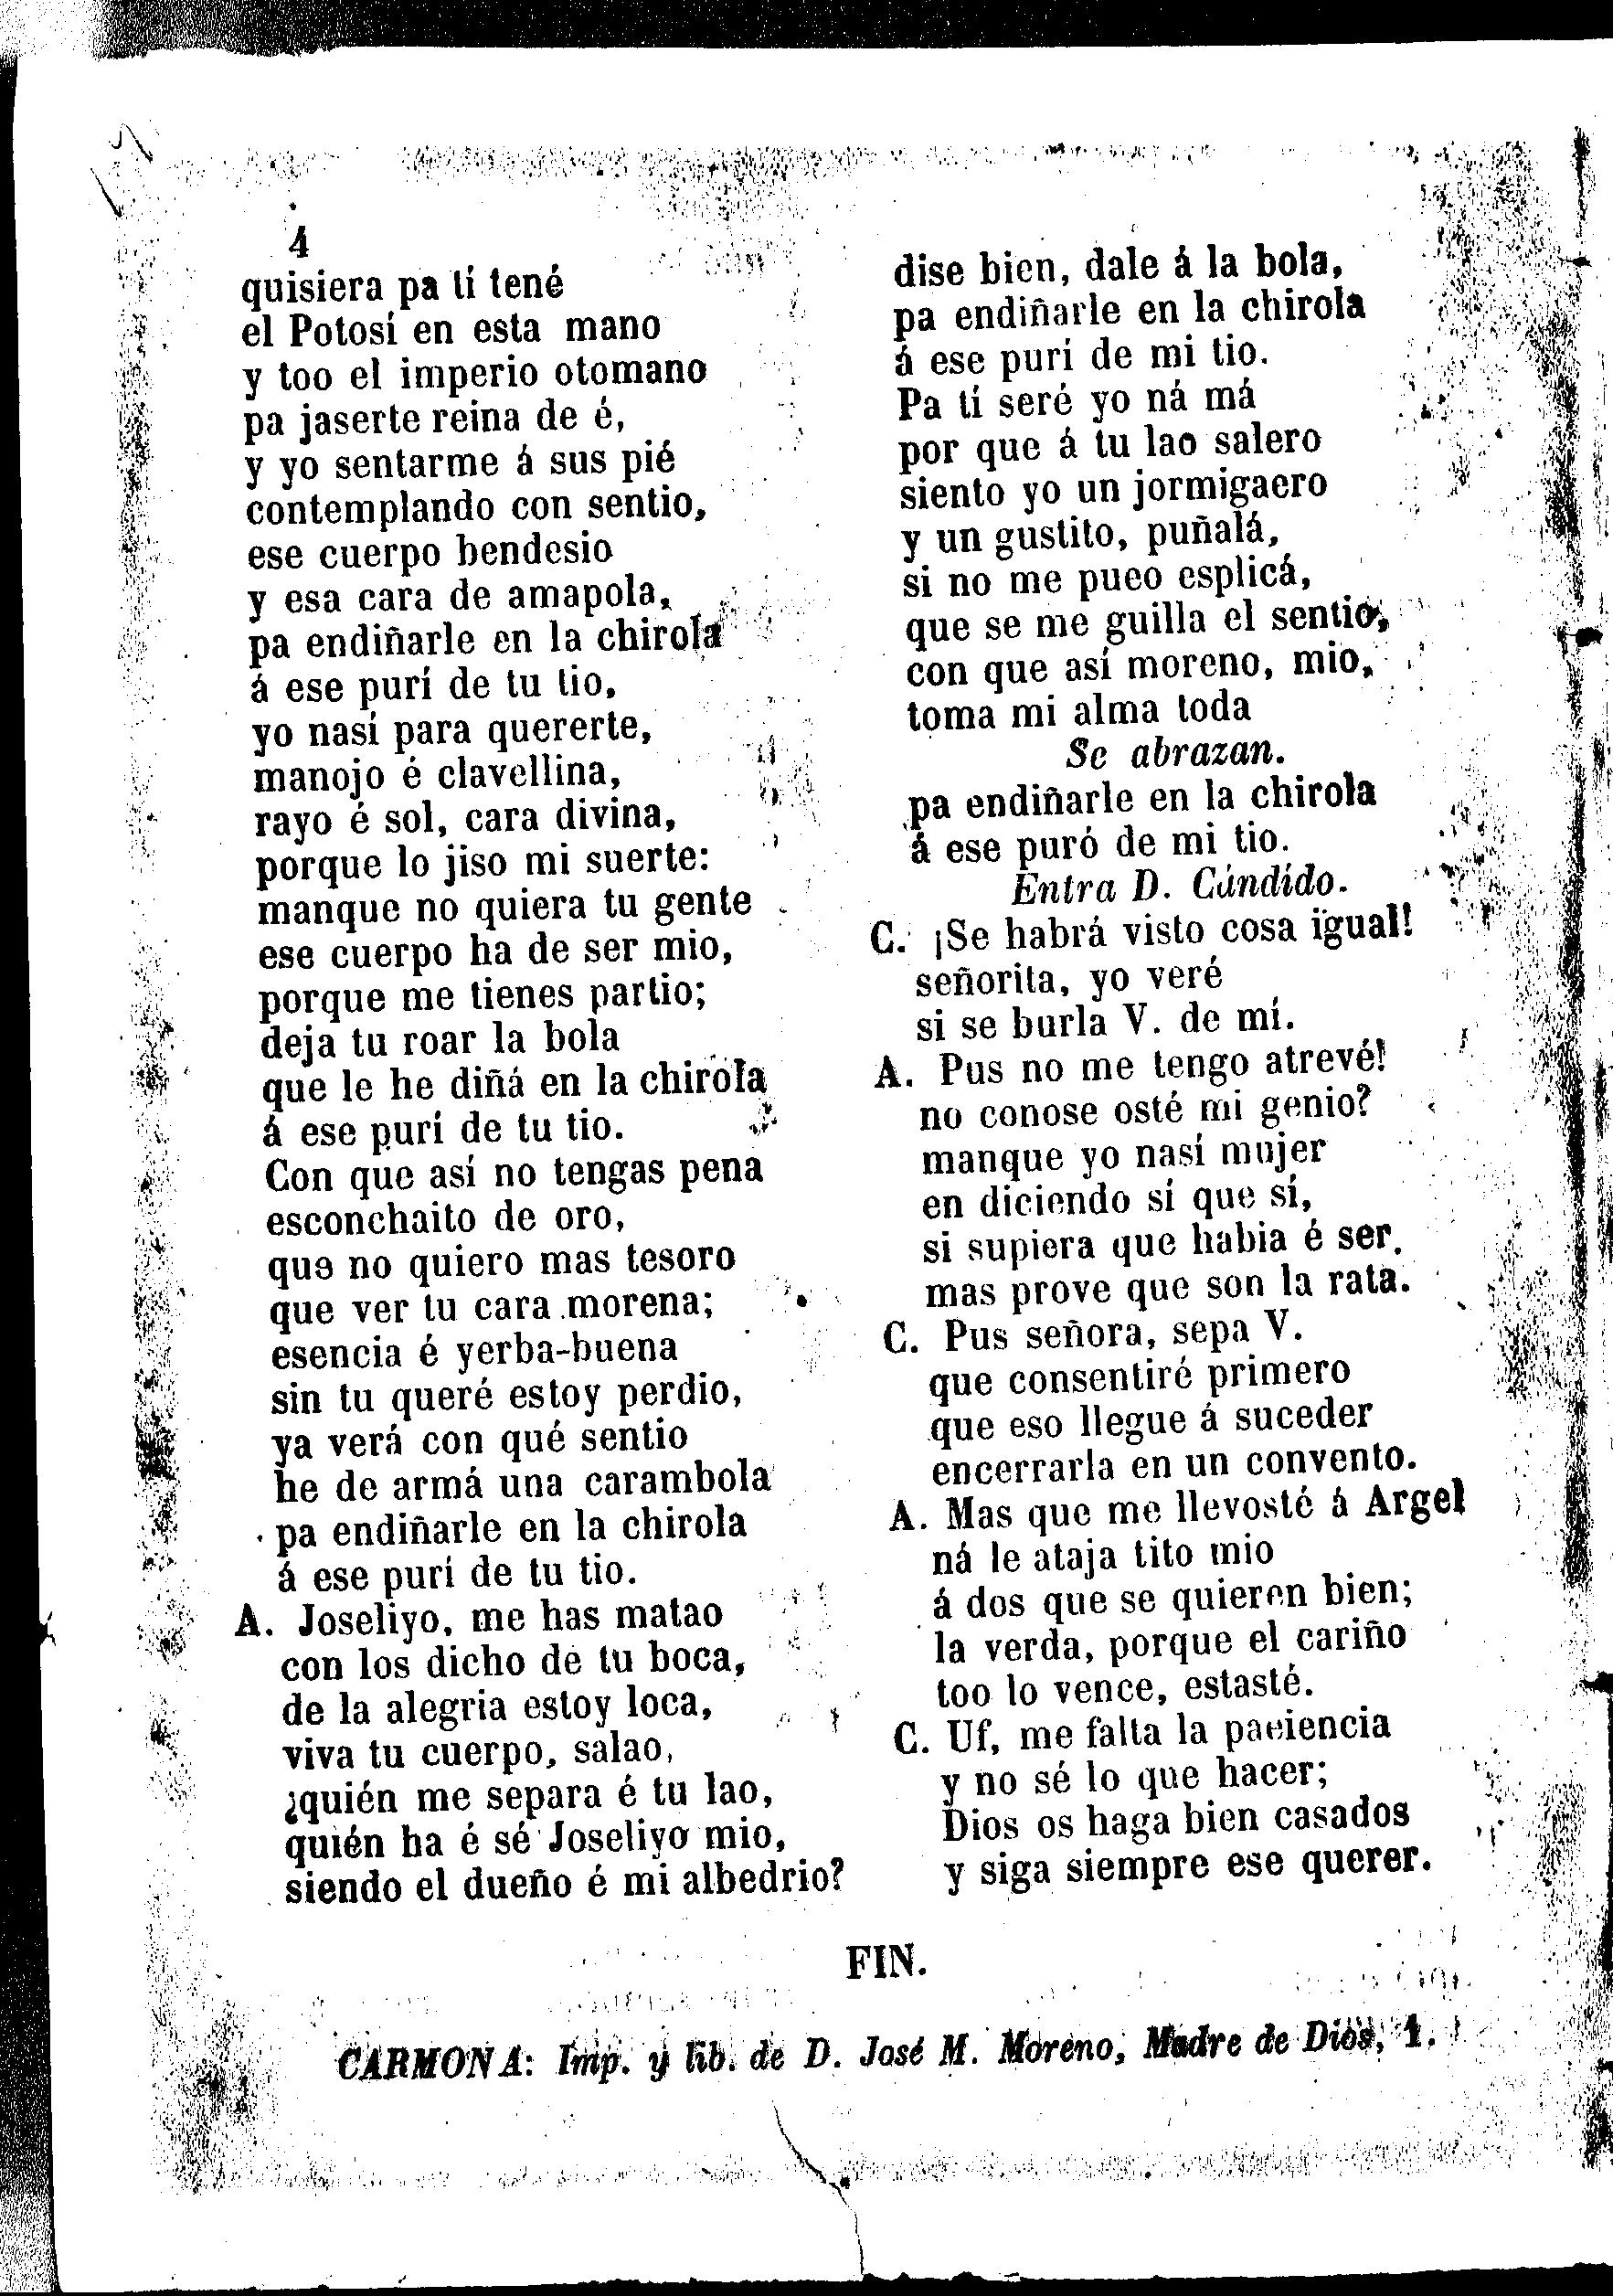 4
quisiera pa tí tené
el Potosí en esta mano
y too el imperio otomano
pa jaserte reina de é,
y yo sentarme á sus pié
contemplando con sentio,
ese cuerpo bendesio
y esa cara de amapola,
pa endiñarle en la chirola
á ese purí de tu tio,
yo nasí para quererte,
manojo é clavellina,
rayo é sol, cara divina,
porque lo jiso mi suerte:
manque no quiera tu gente
ese cuerpo ha de ser mio,
porque me tienes partio;
deja tu roar la bola
que le he diñá en la chirola
á ese purí de tu tio.
Con que así no tengas pena
esconchaito de oro,
que no quiero mas tesoro
que ver tu cara morena;
esencia é yerba-buena
sin tu queré estoy perdio,
ya verá con qué sentio
he de armá una carambola
pa endiñarle en la chirola
á ese purí de tu tio.
A. Joseliyo, me has matao
con los dicho de tu boca,
de la alegria estoy loca,
viva tu cuerpo, salao,
¿quién me separa é tu lao,
quién ha é sé Joseliyo mio,
siendo el dueño é mi albedrio?
dise bien, dale á la bola,
pa endiñarle en la chirola
á ese purí de mi tio.
Pa tí seré yo ná má
por que á tu lao salero
siento yo un jormigaero
y un gustito, puñalá,
si no me pueo esplicá,
que se me guilla el sentio,
con que así moreno, mio,
toma mi alma toda
Se abrazan.
pa endiñarle en la chirola
á ese puró de mi tio.
Entra D. Cándido.
C. ¡Se habrá visto cosa igual!
señorita, yo veré
si se burla V. de mí.
A. Pus no me tengo atrevé!
no conose osté mi genio?
manque yo nasí mujer
en diciendo sí que sí,
si supiera que habia é ser.
mas prove que son la rata.
C. Pus señora, sepa V.
que consentiré primero
que eso llegue á suceder
encerrarla en un convento.
A. Mas que me llevosté á Argel
ná le ataja tito mio
á dos que se quieren bien;
la verda, porque el cariño
too lo vence, estasté.
C. Uf, me falta la paciencia
y no sé lo que hacer;
Dios os haga bien casados
y siga siempre ese querer.
FIN.
CARMONA: Imp. y lib. de D. José M. Moreno, Madre de Dios, 1.